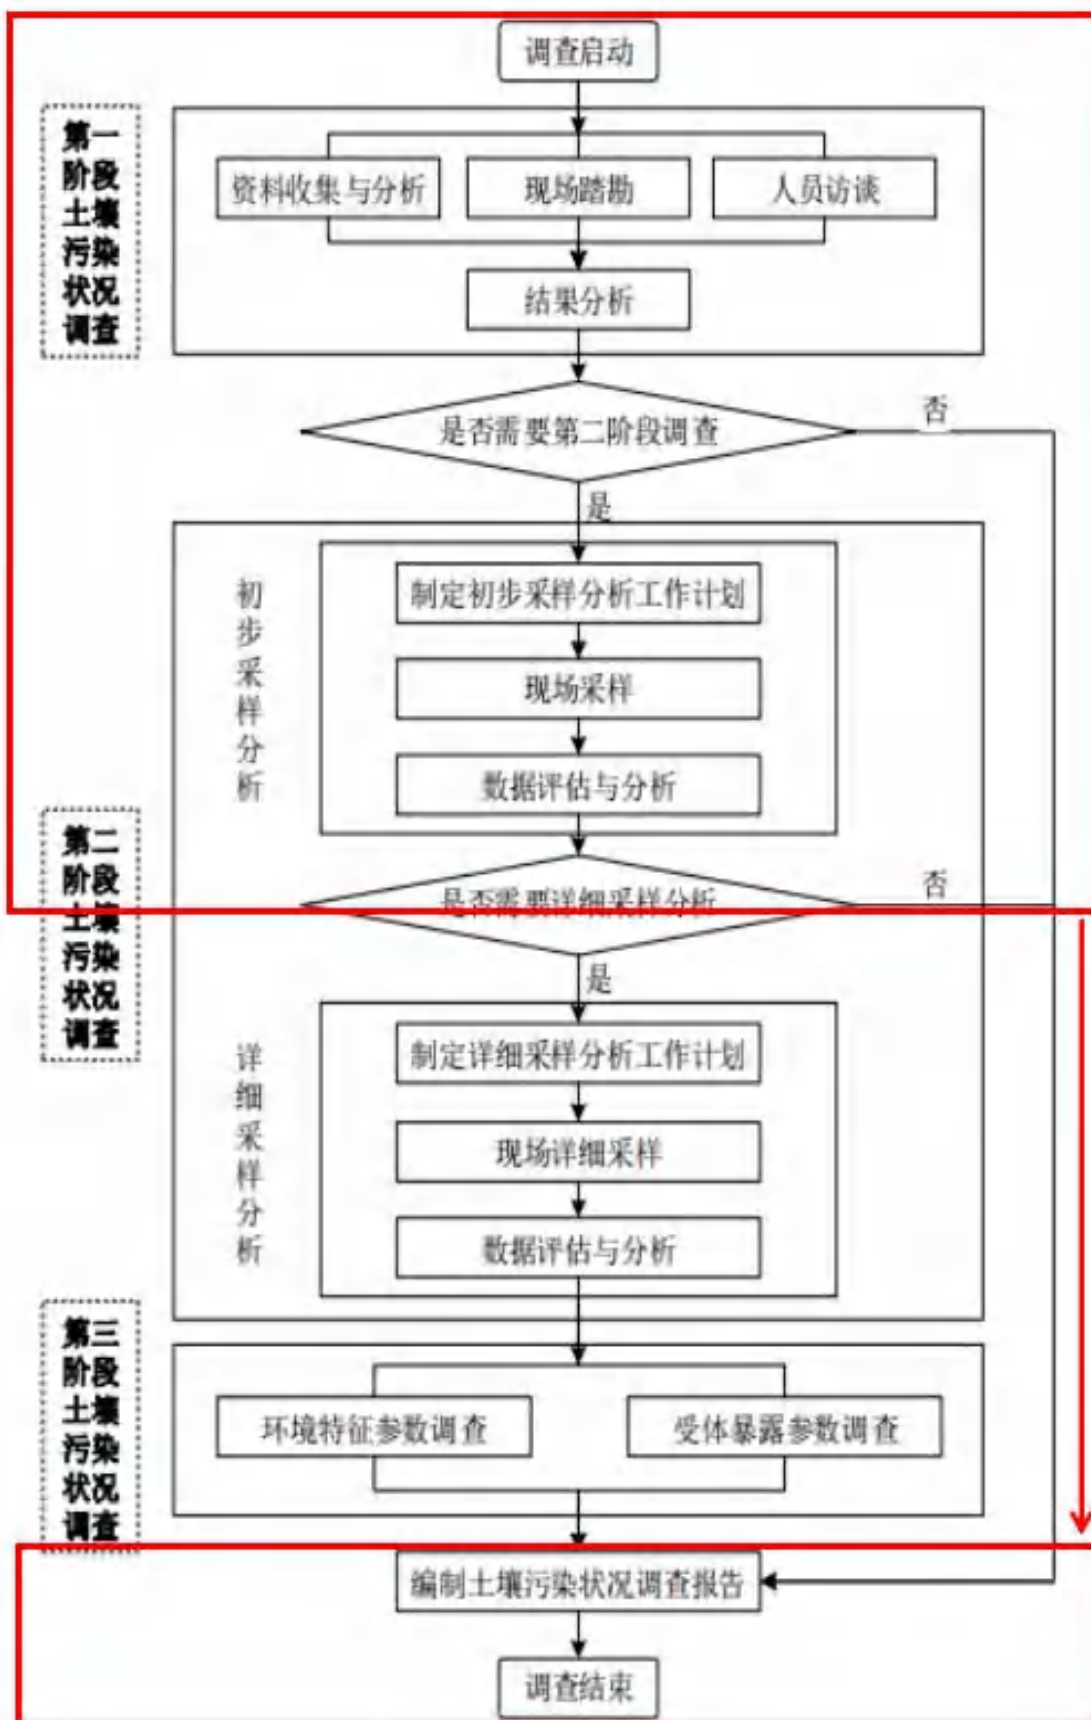 调查启动
第一
阶段
土壤
污染
状况
调查
资料收集与分析
现场踏勘
人员访谈
结果分析
是否需要第二阶段调查
否
是
初
步
采
样
分
析
制定初步采样分析工作计划
现场采样
数据评估与分析
第二
阶段
土壤
污染
状况
调查
是否需要详细采样分析
否
是
详
细
采
样
分
析
制定详细采样分析工作计划
现场详细采样
数据评估与分析
第三
阶段
土壤
污染
状况
调查
环境特征参数调查
受体暴露参数调查
编制土壤污染状况调查报告
调查结束